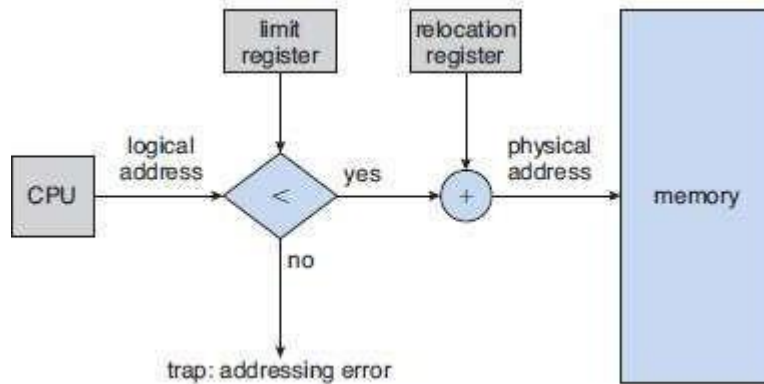 limit
register
relocation
register
logical
address
physical
address
CPU
<
yes
+
memory
no
trap: addressing error